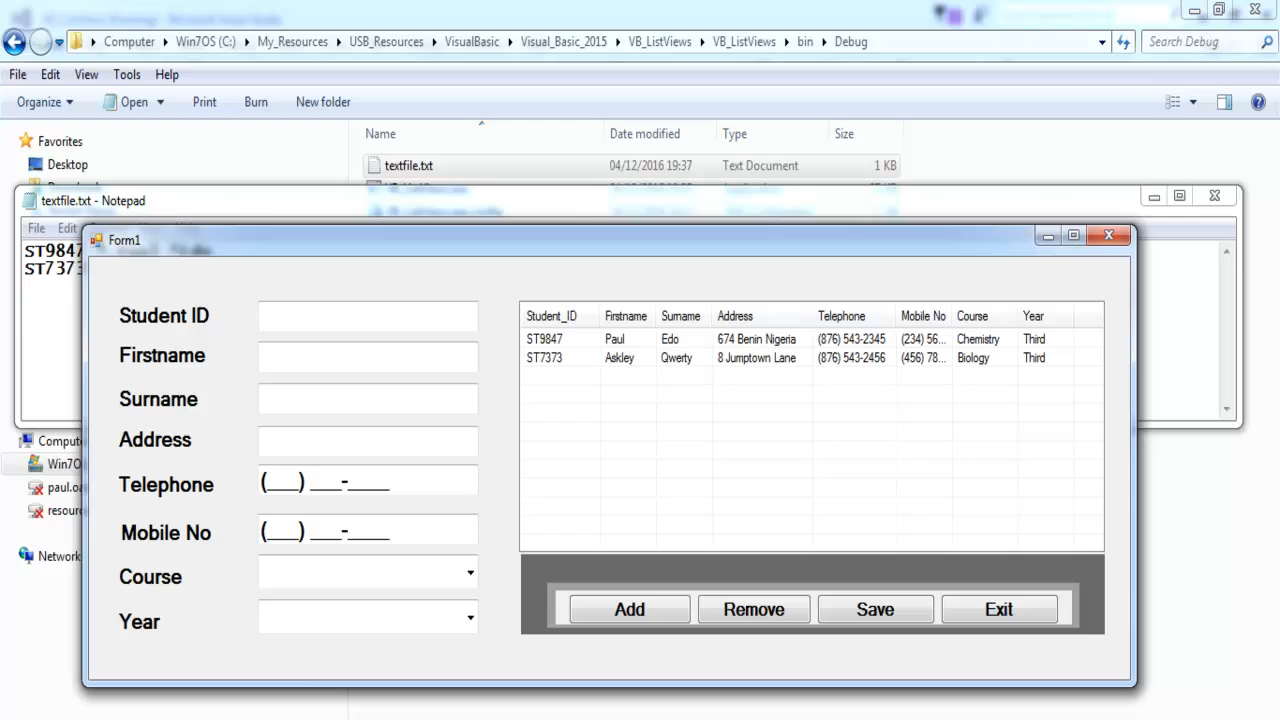 Computer Win7OS (C:) My_Resources USB_Resources VisualBasic Visual_Basic_2015 VB_ListViews VB_ListViews bin Debug Search Debug
File Edit View Tools Help
Organize Open Print Burn New folder
Name Date modified Type Size
Favorites
Desktop
textfile.txt 04/12/2016 19:37 Text Document 1 KB
textfile.txt - Notepad
File Edit
ST9847
ST7373
Computer
Win7O
paul.oa
resourc
Network
Form1
Student ID
Firstname
Surname
Address
Telephone (___) ___-____
Mobile No (___) ___-____
Course
Year
Student_ID Firstname Surname Address Telephone Mobile No Course Year
ST9847 Paul Edo 674 Benin Nigeria (876) 543-2345 (234) 56... Chemistry Third
ST7373 Askley Qwerty 8 Jumptown Lane (876) 543-2456 (456) 78... Biology Third
Add Remove Save Exit